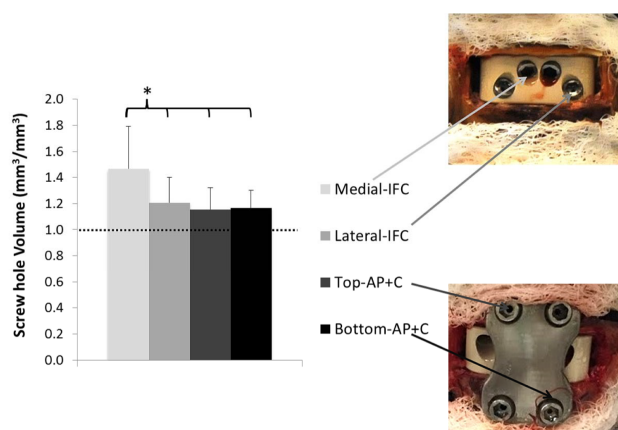 *
Screw hole Volume (mm³/mm³)
2.0
1.8
1.6
1.4
1.2
1.0
0.8
0.6
0.4
0.2
0.0
Medial-IFC
Lateral-IFC
Top-AP+C
Bottom-AP+C